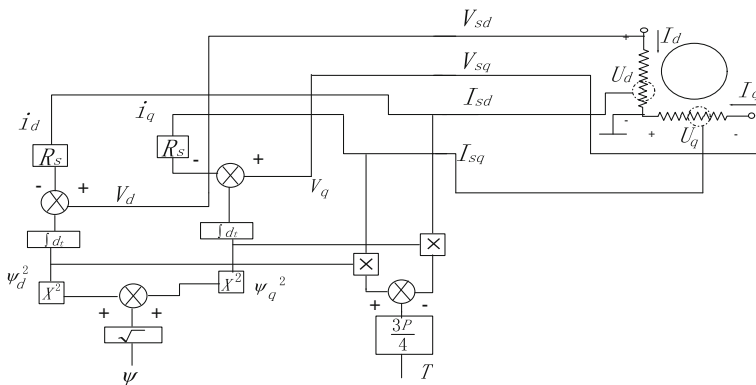 V_sd
I_d
V_sq
U_d
I_sd
I_q
i_d
i_q
+
-
+
-
U_q
R_s
R_s
-
+
I_sq
-
+
V_d
V_q
∫d_t
∫d_t
×
×
ψ_d^2
X^2
X^2
ψ_q^2
+
+
+
-
√
3P/4
ψ
T